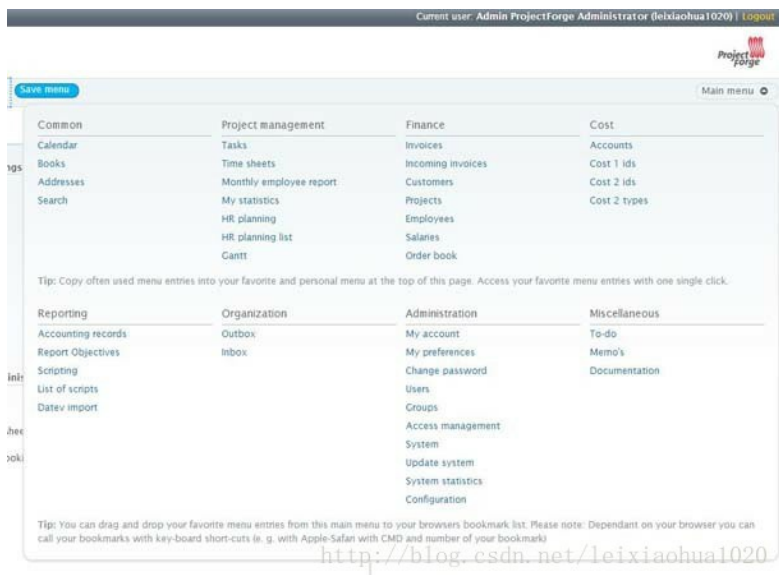 Current user: Admin ProjectForge Administrator (leixiaohua1020) | Logout
Project
Forge
Save menu
Main menu
Common Project management Finance Cost
Calendar Tasks Invoices Accounts
ngs Books Time sheets Incoming invoices Cost 1 ids
Addresses Monthly employee report Customers Cost 2 ids
Search My statistics Projects Cost 2 types
HR planning Employees
HR planning list Salaries
Gantt Order book
Tip: Copy often used menu entries into your favorite and personal menu at the top of this page. Access your favorite menu entries with one single click.
Reporting Organization Administration Miscellaneous
Accounting records Outbox My account To-do
Report Objectives Inbox My preferences Memo's
Scripting Change password Documentation
List of scripts Users
Datev import Groups
Access management
System
Update system
System statistics
Configuration
Tip: You can drag and drop your favorite menu entries from this main menu to your browsers bookmark list. Please note: Dependant on your browser you can
call your bookmarks with key-board short-cuts (e. g. with Apple-Safari with CMD and number of your bookmark)
http://blog.csdn.net/leixiaohua1020